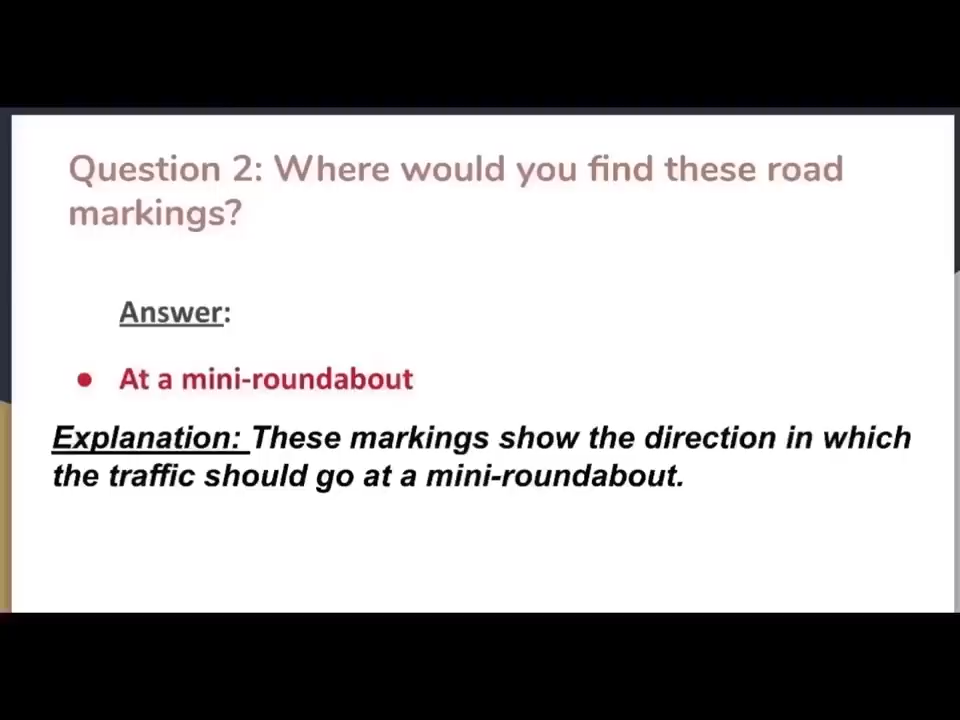 Question 2: Where would you find these road
markings?
Answer:
● At a mini-roundabout
Explanation: These markings show the direction in which
the traffic should go at a mini-roundabout.